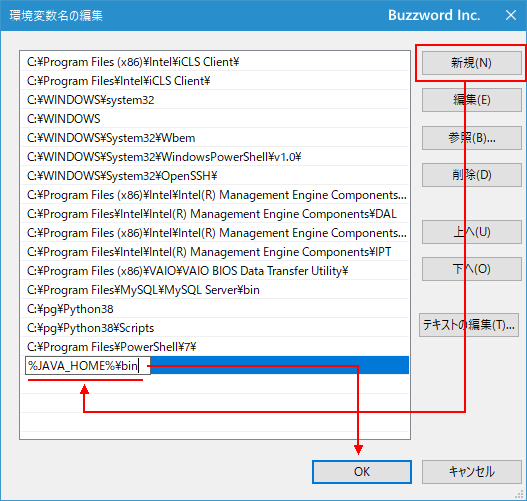 環境変数名の編集
Buzzword Inc.
C:¥Program Files (x86)¥Intel¥iCLS Client¥
C:¥Program Files¥Intel¥iCLS Client¥
C:¥WINDOWS¥system32
C:¥WINDOWS
C:¥WINDOWS¥System32¥Wbem
C:¥WINDOWS¥System32¥WindowsPowerShell¥v1.0¥
C:¥WINDOWS¥System32¥OpenSSH¥
C:¥Program Files (x86)¥Intel¥Intel(R) Management Engine Components...
C:¥Program Files¥Intel¥Intel(R) Management Engine Components¥DAL
C:¥Program Files (x86)¥Intel¥Intel(R) Management Engine Components...
C:¥Program Files¥Intel¥Intel(R) Management Engine Components¥IPT
C:¥Program Files (x86)¥VAIO¥VAIO BIOS Data Transfer Utility¥
C:¥Program Files¥MySQL¥MySQL Server¥bin
C:¥pg¥Python38
C:¥pg¥Python38¥Scripts
C:¥Program Files¥PowerShell¥7¥
%JAVA_HOME%¥bin
新規(N)
編集(E)
参照(B)...
削除(D)
上へ(U)
下へ(O)
テキストの編集(T)...
OK
キャンセル